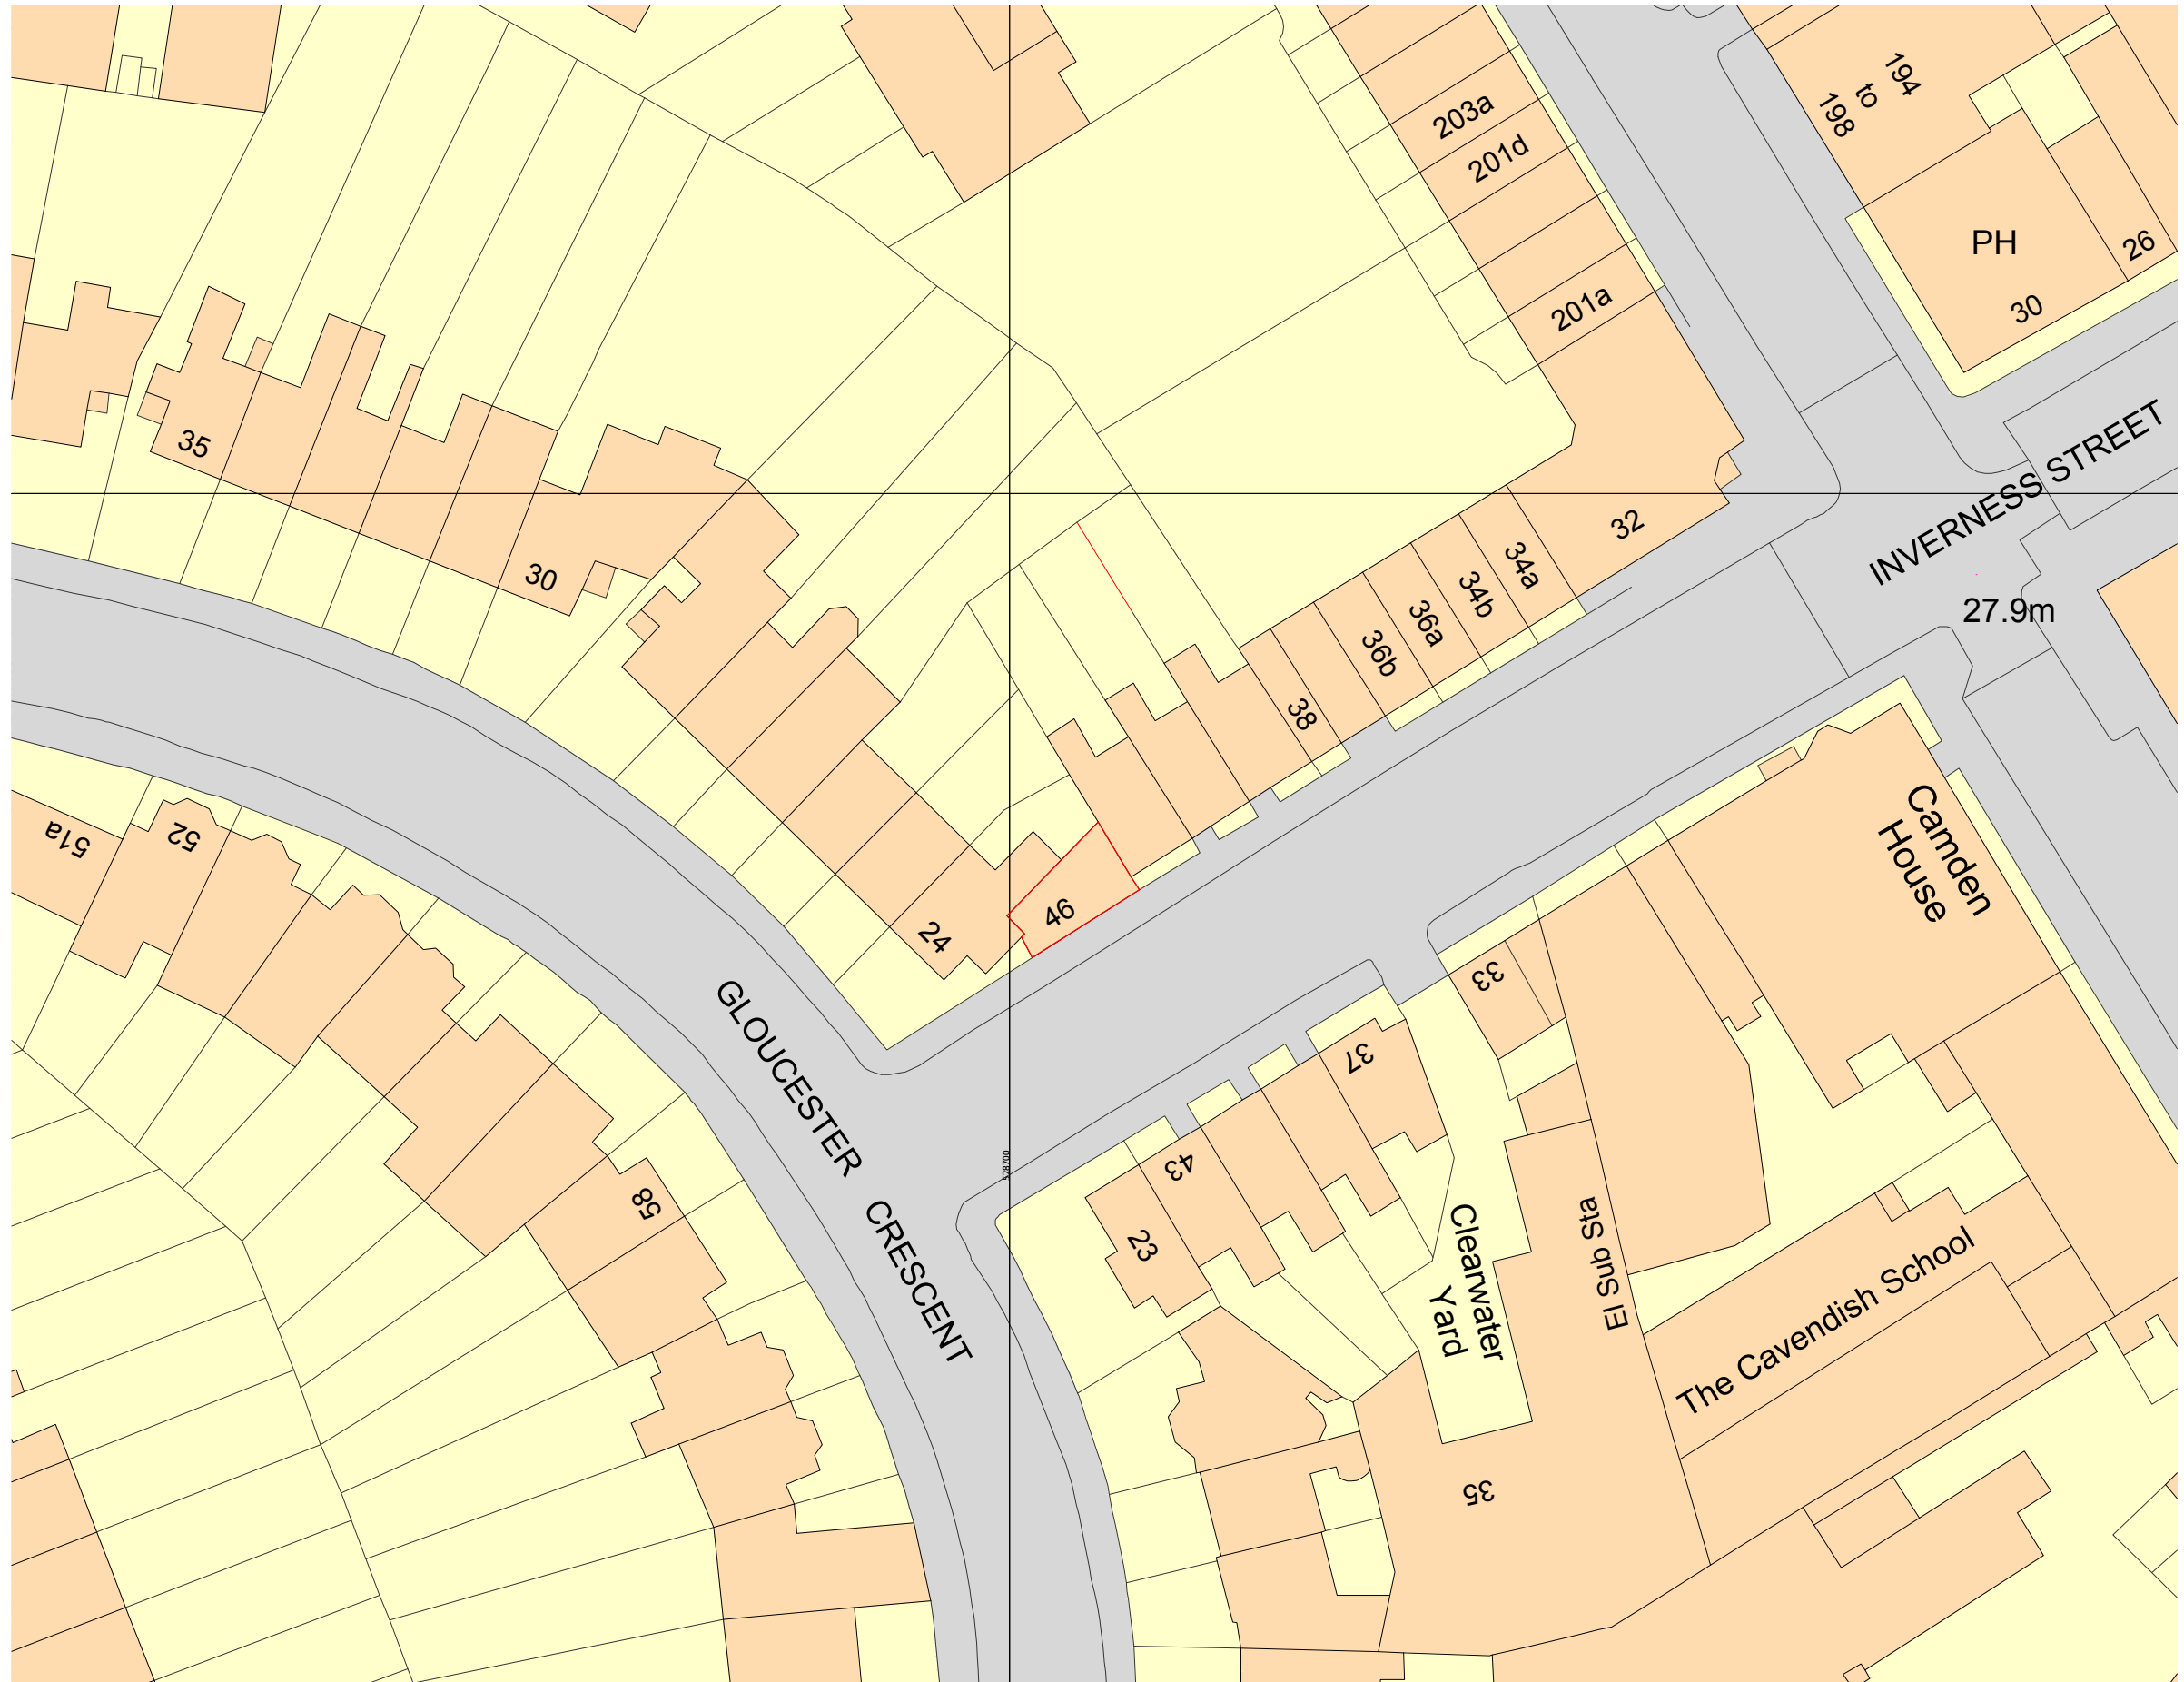 203a
201d
201a
194
to
198
PH
30
26
INVERNESS STREET
27.9m
32
34a
34b
36a
36b
38
35
30
51a
52
24
46
Camden
House
33
37
43
23
GLOUCESTER CRESCENT
528700
58
Clearwater
Yard
El Sub Sta
The Cavendish School
35